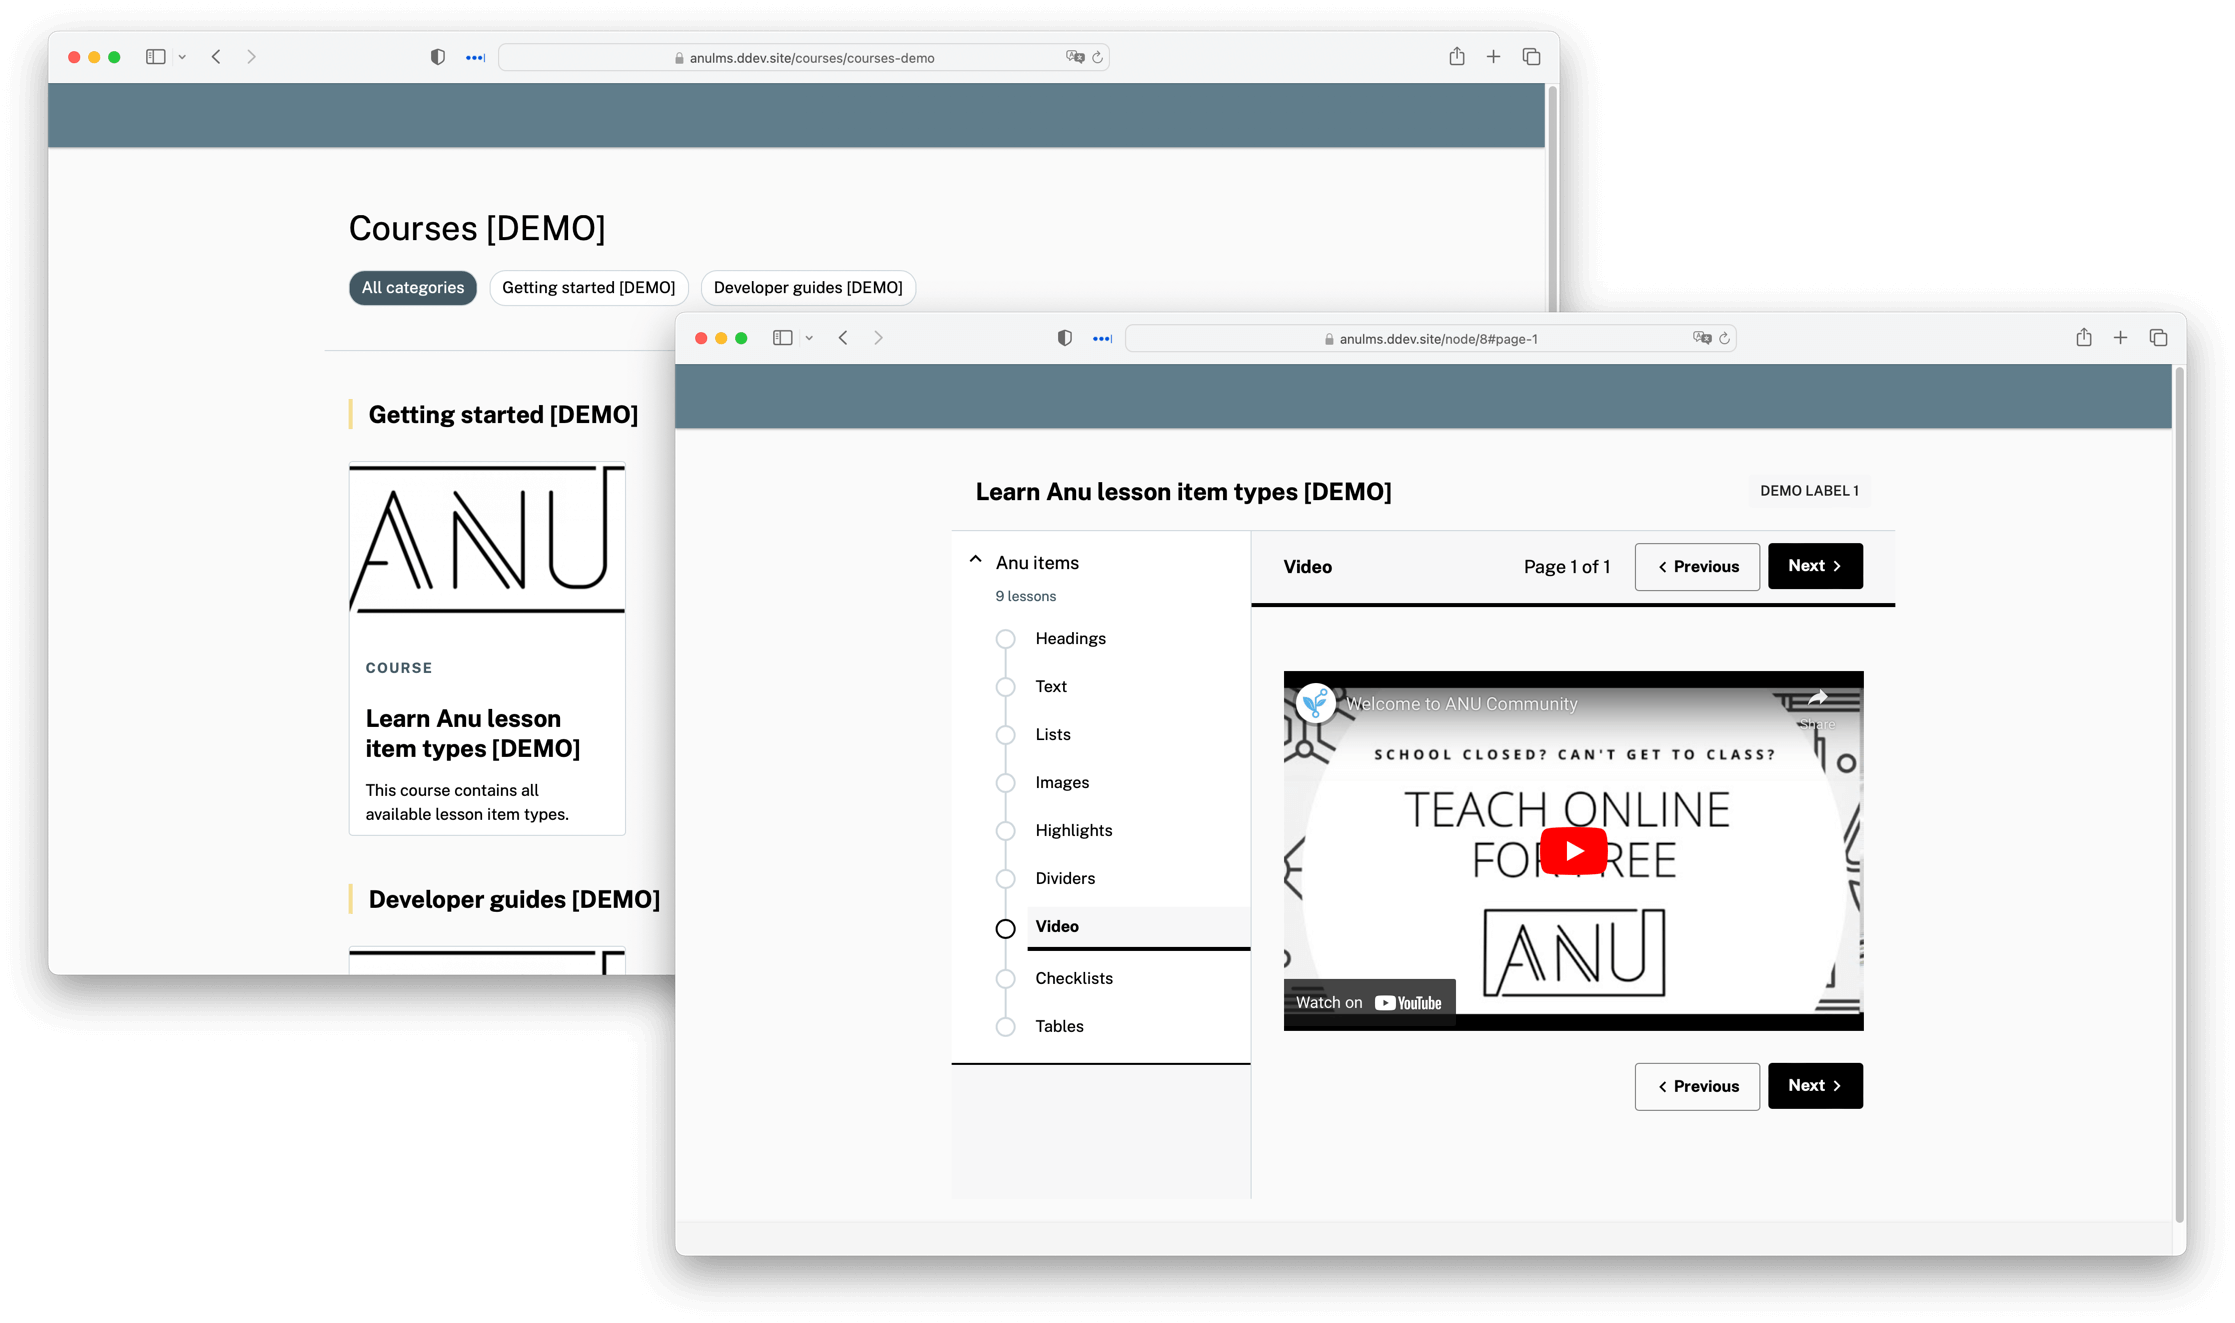 anulms.ddev.site/courses/courses-demo
Courses [DEMO]
All categories
Getting started [DEMO]
Developer guides [DEMO]
Getting started [DEMO]
ANU
COURSE
Learn Anu lesson
item types [DEMO]
This course contains all
available lesson item types.
Developer guides [DEMO]
anulms.ddev.site/node/8#page-1
Learn Anu lesson item types [DEMO]
DEMO LABEL 1
Anu items
9 lessons
Headings
Text
Lists
Images
Highlights
Dividers
Video
Checklists
Tables
Video
Page 1 of 1
Previous
Next
Welcome to ANU Community
Share
SCHOOL CLOSED? CAN'T GET TO CLASS?
TEACH ONLINE
FOR FREE
ANU
Watch on YouTube
Previous
Next